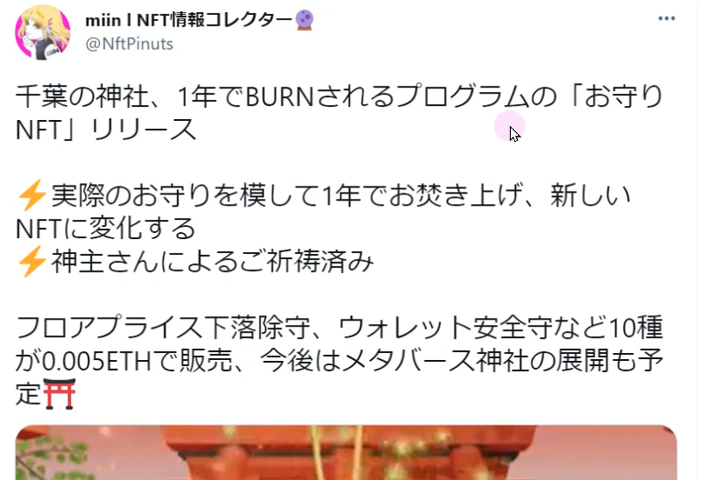 miin l NFT情報コレクター🔮
@NftPinuts
千葉の神社、1年でBURNされるプログラムの「お守り
NFT」リリース
⚡実際のお守りを模して1年でお焚き上げ、新しい
NFTに変化する
⚡神主さんによるご祈祷済み
フロアプライス下落除守、ウォレット安全守など10種
が0.005ETHで販売、今後はメタバース神社の展開も予
定⛩